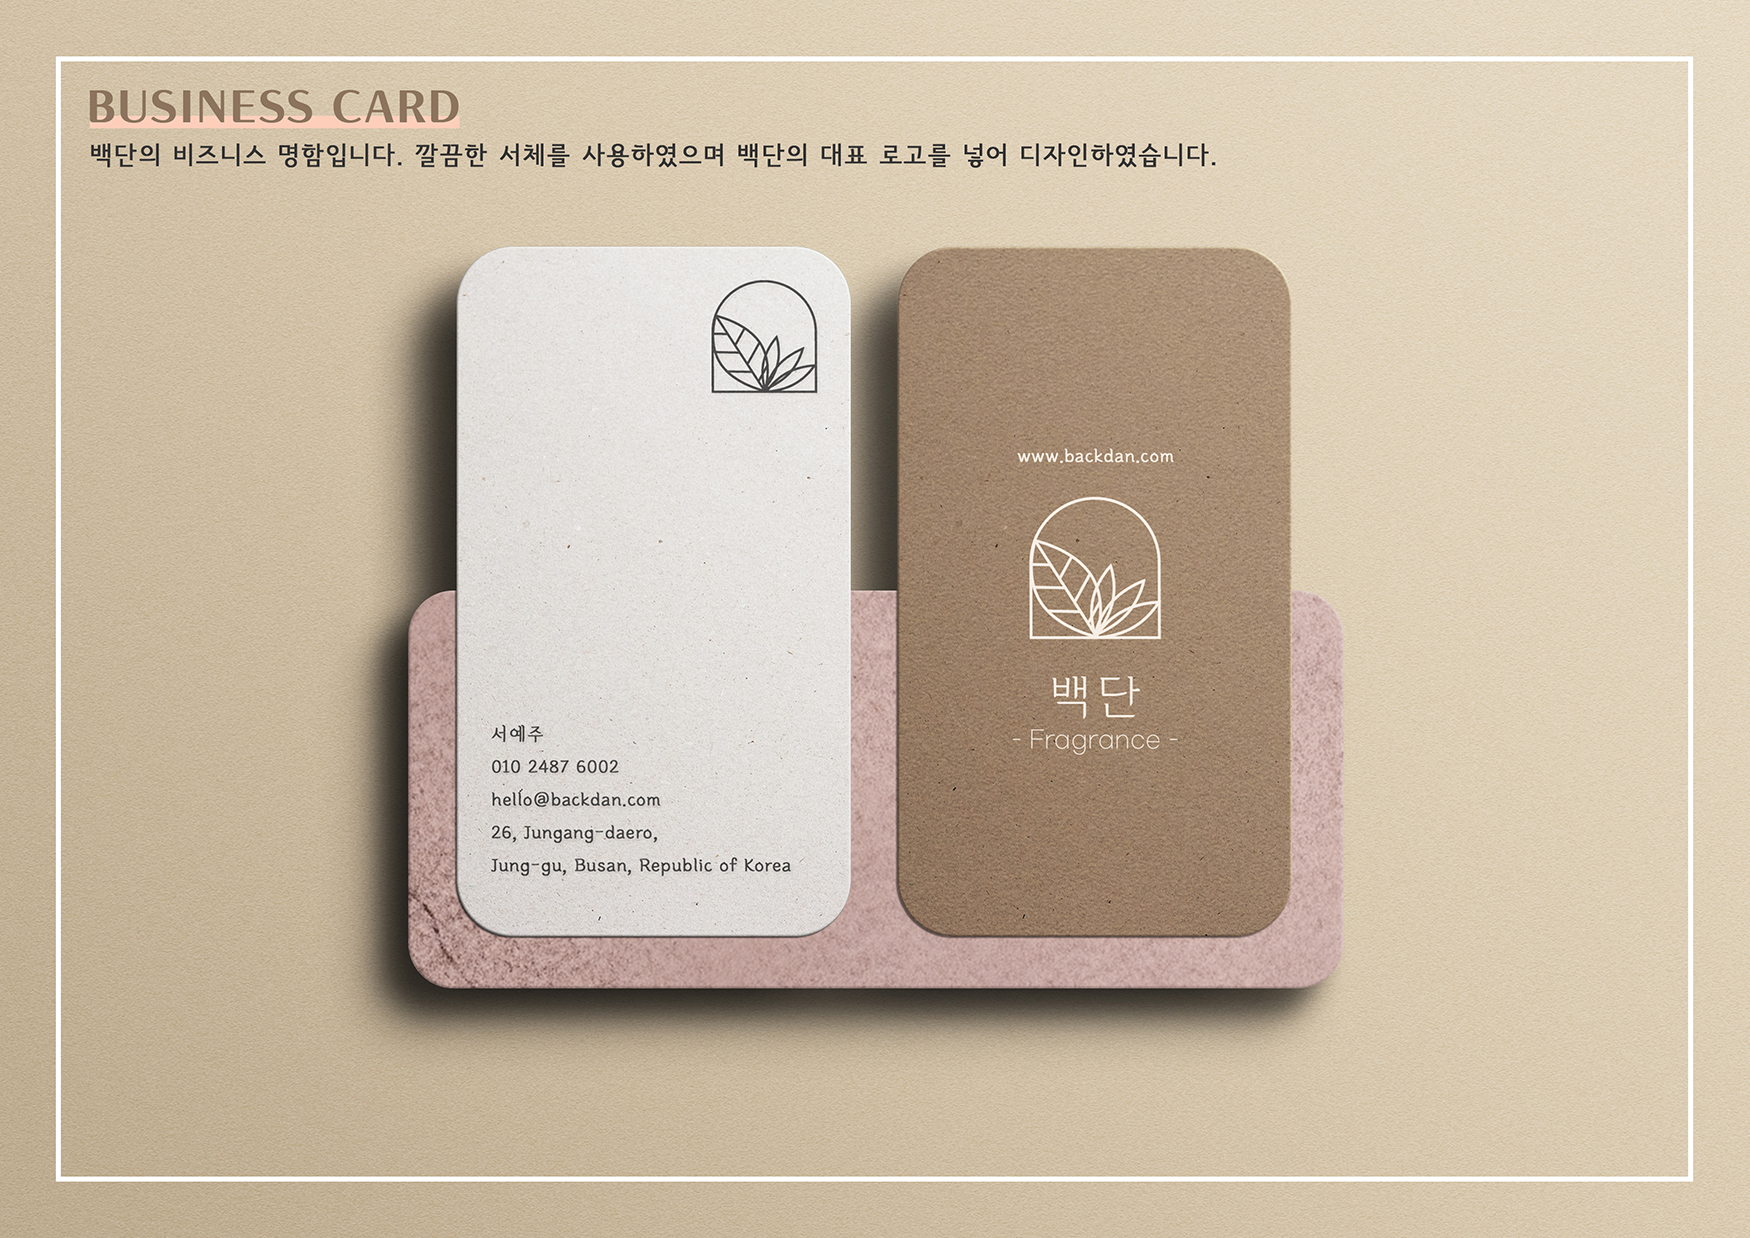 BUSINESS CARD
백단의 비즈니스 명함입니다. 깔끔한 서체를 사용하였으며 백단의 대표 로고를 넣어 디자인하였습니다.
서예주
010 2487 6002
hello@backdan.com
26, Jungang-daero,
Jung-gu, Busan, Republic of Korea
www.backdan.com
백단
- Fragrance -